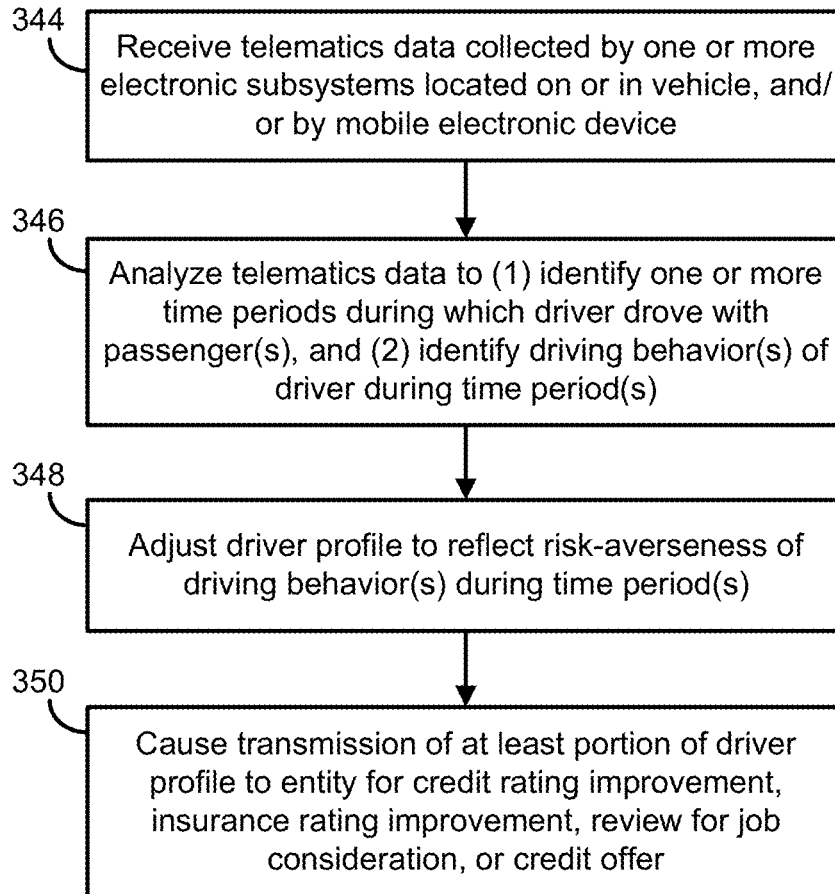 344
Receive telematics data collected by one or more
electronic subsystems located on or in vehicle, and/
or by mobile electronic device
346
Analyze telematics data to (1) identify one or more
time periods during which driver drove with
passenger(s), and (2) identify driving behavior(s) of
driver during time period(s)
348
Adjust driver profile to reflect risk-averseness of
driving behavior(s) during time period(s)
350
Cause transmission of at least portion of driver
profile to entity for credit rating improvement,
insurance rating improvement, review for job
consideration, or credit offer